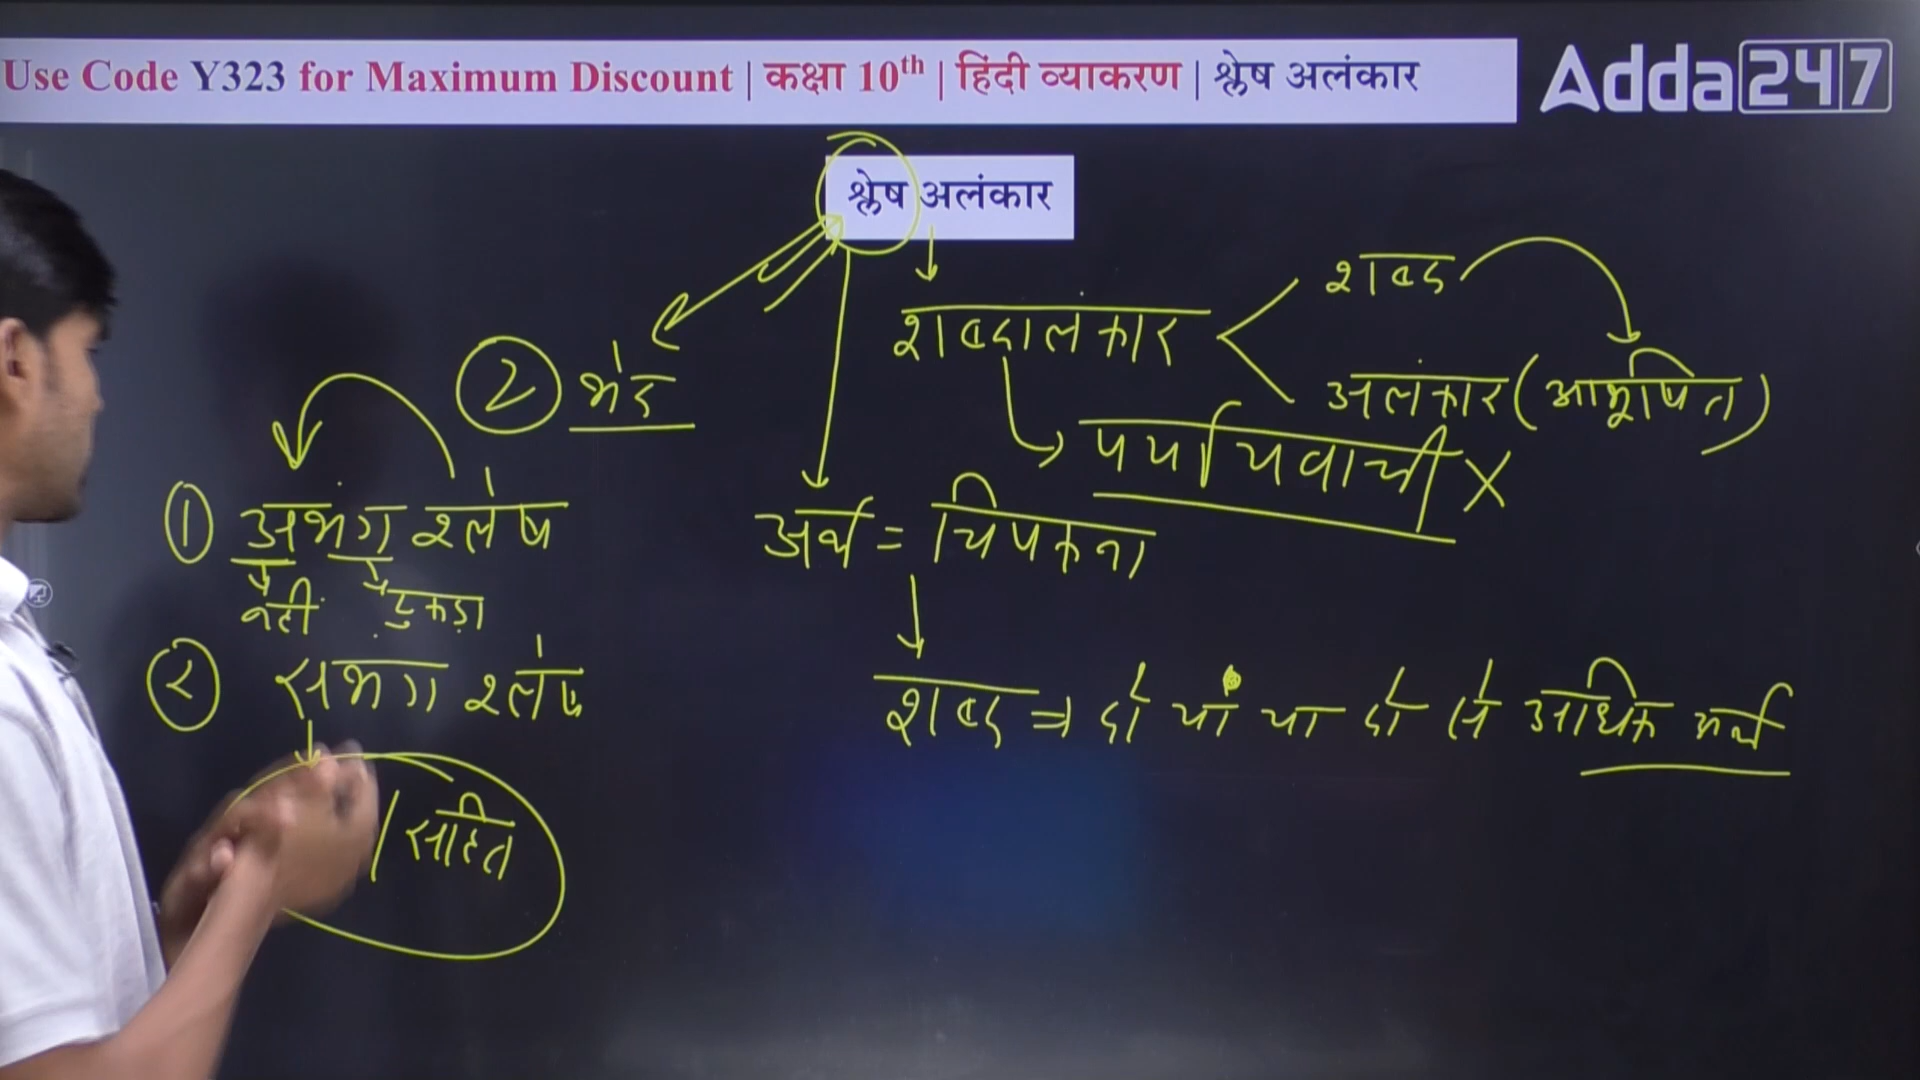 Use Code Y323 for Maximum Discount | कक्षा 10th | हिंदी व्याकरण | श्लेष अलंकार
Adda247
श्लेष अलंकार
शब्दालंकार
शब्द
अलंकार (आभूषित)
पर्यायवाची X
2 भेद
अर्थ = चिपकना
शब्द ⇒ दो या या दो से अधिक अर्थ
1 अभंग श्लेष
नहीं टुकड़ा
2 सभंग श्लेष
सहित